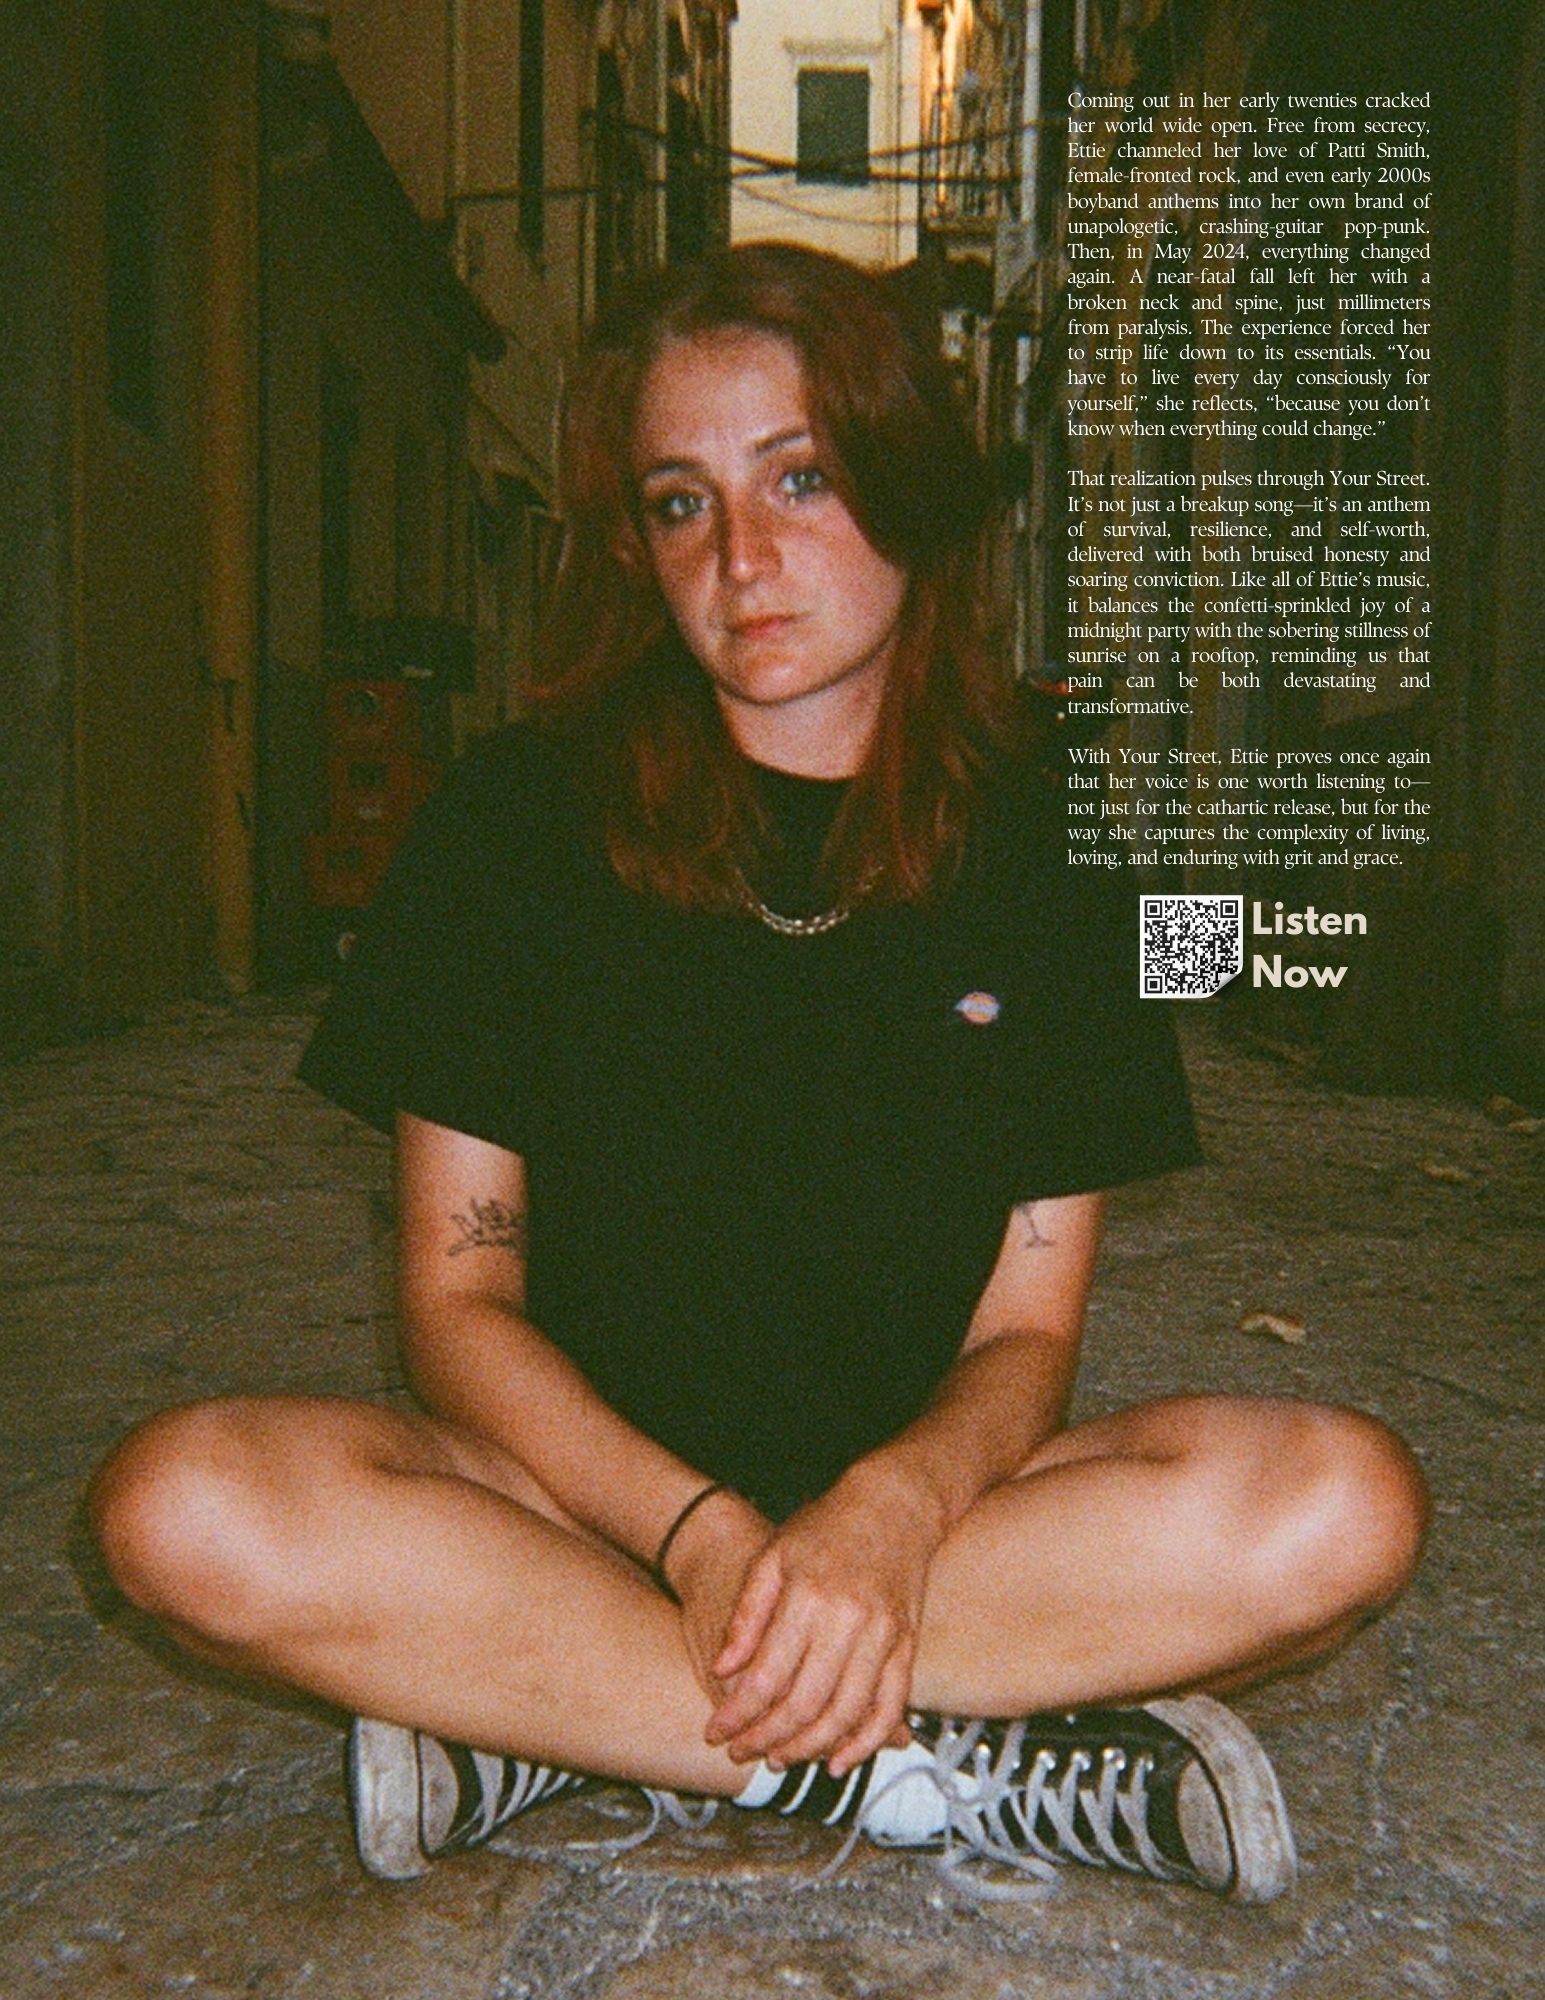 Coming out in her early twenties cracked
her world wide open. Free from secrecy,
Ettie channeled her love of Patti Smith,
female-fronted rock, and even early 2000s
boyband anthems into her own brand of
unapologetic, crashing-guitar pop-punk.
Then, in May 2024, everything changed
again. A near-fatal fall left her with a
broken neck and spine, just millimeters
from paralysis. The experience forced her
to strip life down to its essentials. “You
have to live every day consciously for
yourself,” she reflects, “because you don’t
know when everything could change.”
That realization pulses through Your Street.
It’s not just a breakup song—it’s an anthem
of survival, resilience, and self-worth,
delivered with both bruised honesty and
soaring conviction. Like all of Ettie’s music,
it balances the confetti-sprinkled joy of a
midnight party with the sobering stillness of
sunrise on a rooftop, reminding us that
pain can be both devastating and
transformative.
With Your Street, Ettie proves once again
that her voice is one worth listening to—
not just for the cathartic release, but for the
way she captures the complexity of living,
loving, and enduring with grit and grace.
Listen
Now